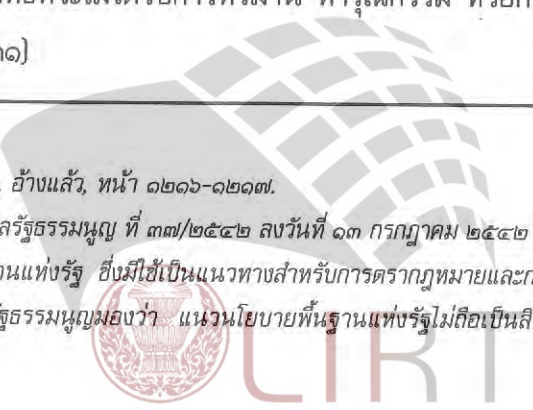 ๓๑)
อ้างแล้ว, หน้า ๑๒๑๖-๑๒๑๗.
ลรัฐธรรมนูญ ที่ ๓๗/๒๕๔๒ ลงวันที่ ๑๓ กรกฎาคม ๒๕๔๒
านแห่งรัฐ ซึ่งมีใช้เป็นแนวทางสำหรับการตรากฎหมายและก
รัฐธรรมนูญมองว่า แนวนโยบายพื้นฐานแห่งรัฐไม่ถือเป็นสิ
LIRT